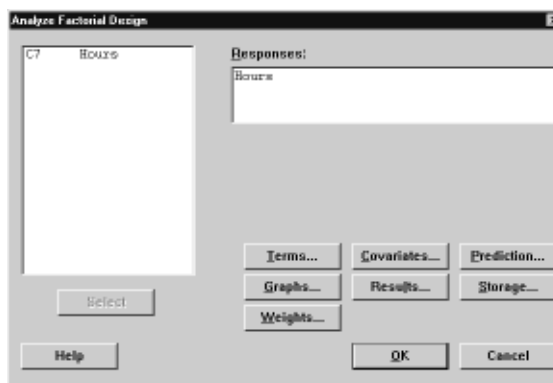 Analyze Factorial Design
C7 Hours
Responses:
Hours
Terms... Covariates... Prediction...
Graphs... Results... Storage...
Select
Weights...
Help OK Cancel